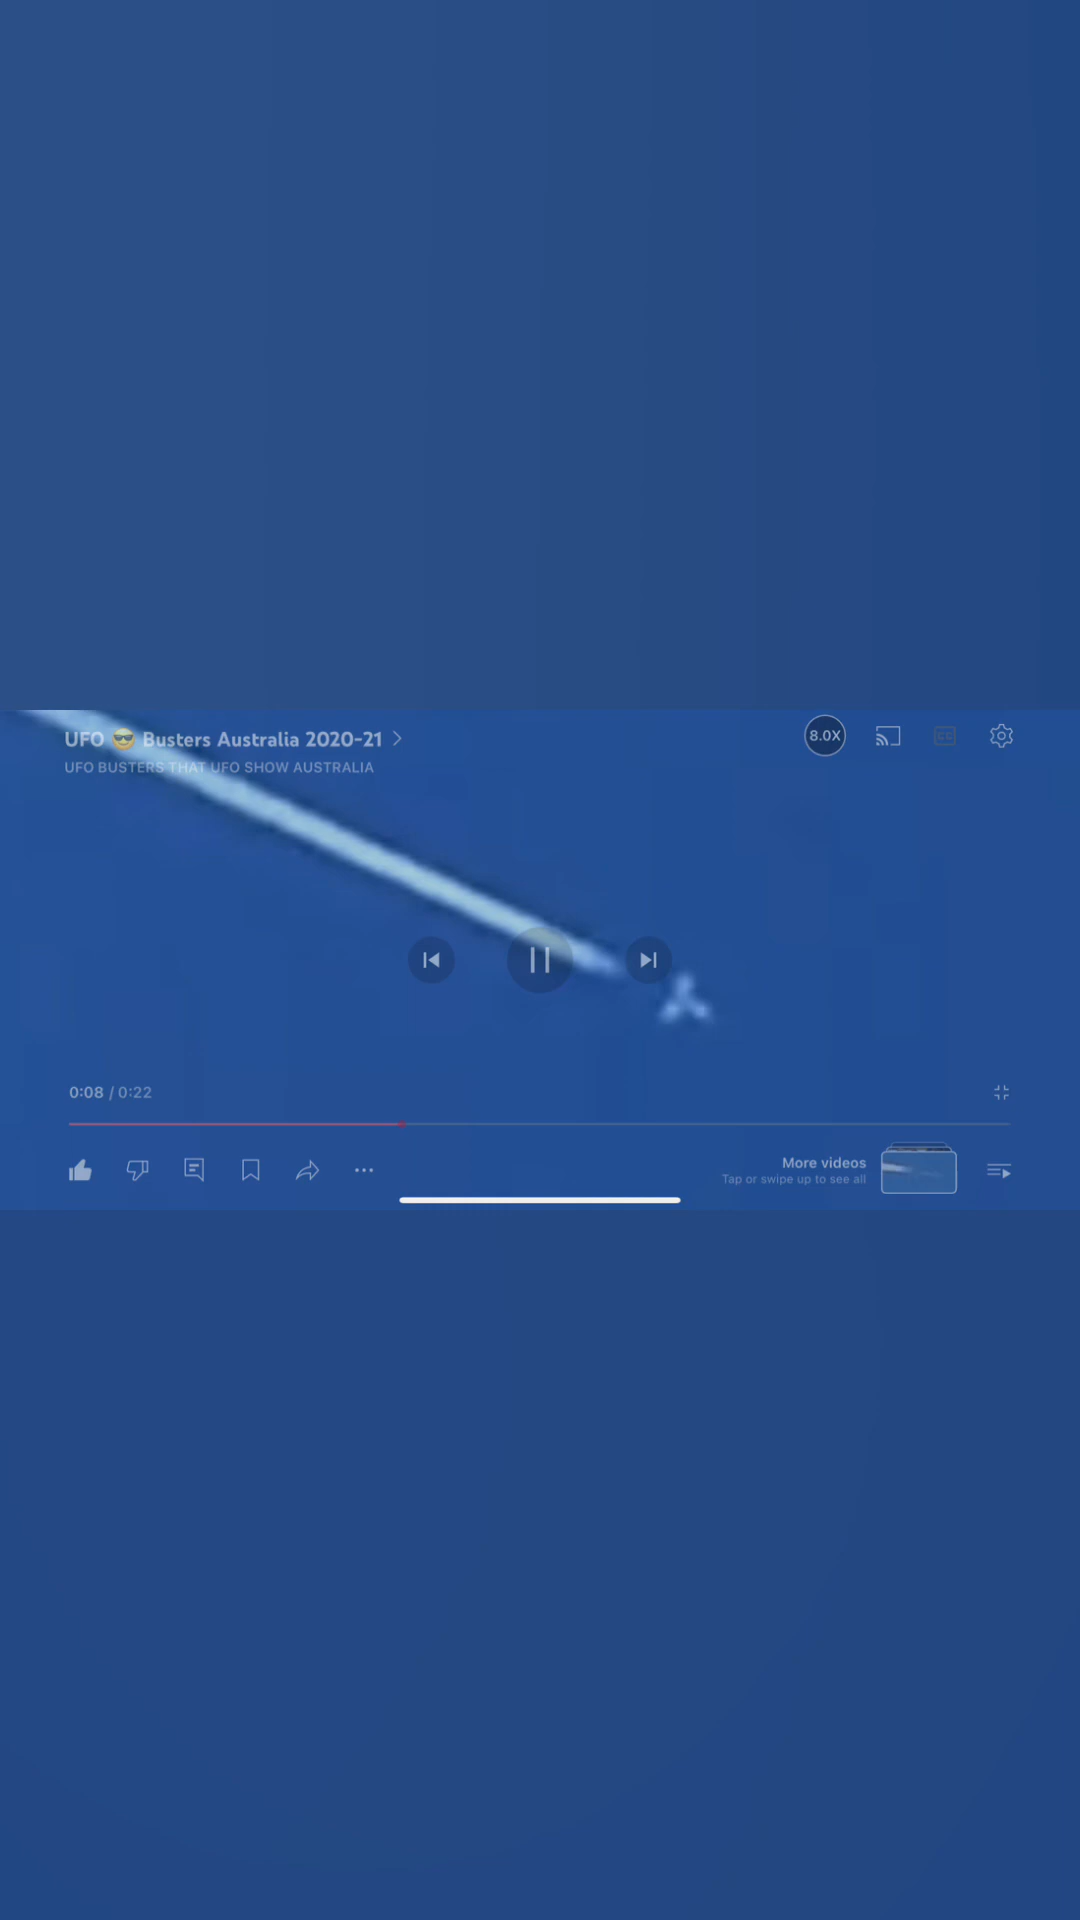 UFO 😎 Busters Australia 2020-21
UFO BUSTERS THAT UFO SHOW AUSTRALIA
8.0X
CC
0:08 / 0:22
More videos
Tap or swipe up to see all